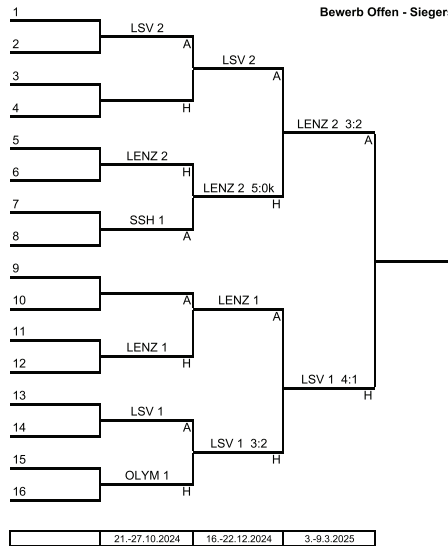 Bewerb Offen - Sieger
1
LSV 2
2
A
LSV 2
3
A
4
H
LENZ 2 3:2
A
5
LENZ 2
6
H
LENZ 2 5:0k
H
7
SSH 1
8
A
9
10
A
LENZ 1
A
11
LENZ 1
12
H
LSV 1 4:1
H
13
LSV 1
14
A
LSV 1 3:2
H
15
OLYM 1
16
H
21.-27.10.2024 16.-22.12.2024 3.-9.3.2025